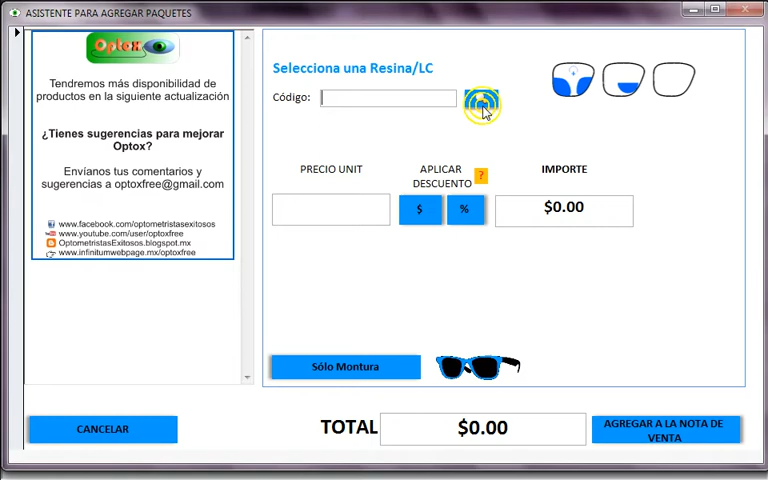 ASISTENTE PARA AGREGAR PAQUETES
Optox
Tendremos más disponibilidad de
productos en la siguiente actualización
¿Tienes sugerencias para mejorar
Optox?
Envíanos tus comentarios y
sugerencias a optoxfree@gmail.com
www.facebook.com/optometristasexitosos
www.youtube.com/user/optoxfree
OptometristasExitosos.blogspot.mx
www.infinitumwebpage.mx/optoxfree
Selecciona una Resina/LC
Código:
PRECIO UNIT
APLICAR
DESCUENTO ?
IMPORTE
$ %
$0.00
Sólo Montura
CANCELAR
TOTAL
$0.00
AGREGAR A LA NOTA DE
VENTA